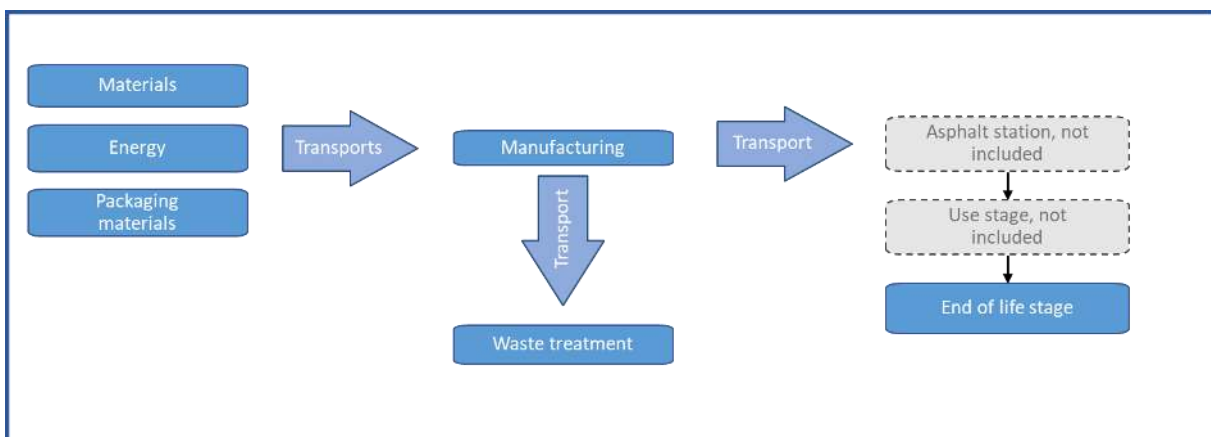 Materials
Energy
Packaging
materials
Transports
Manufacturing
Transport
Waste treatment
Transport
Asphalt station, not
included
Use stage, not
included
End of life stage